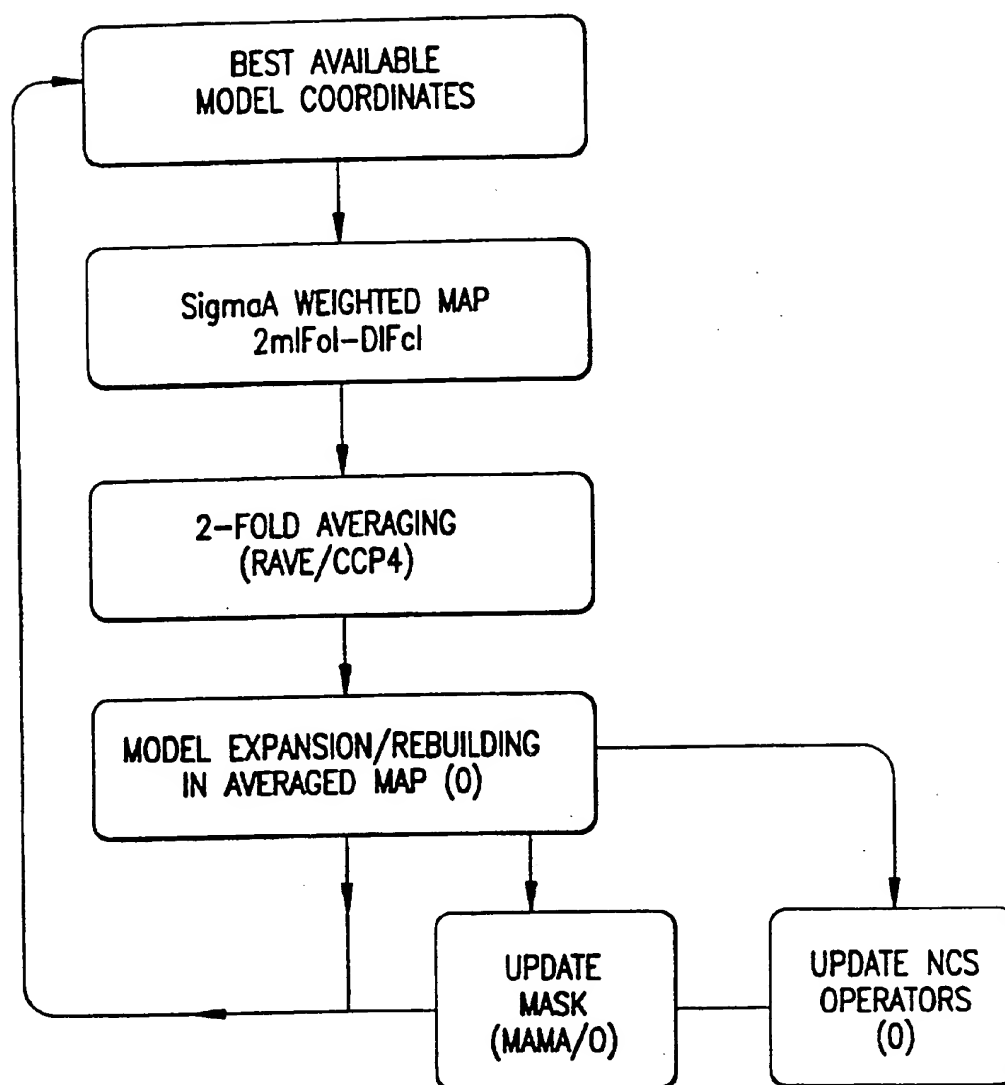 BEST AVAILABLE
MODEL COORDINATES
SigmaA WEIGHTED MAP
2m|Fo|-D|Fc|
2-FOLD AVERAGING
(RAVE/CCP4)
MODEL EXPANSION/REBUILDING
IN AVERAGED MAP (O)
UPDATE
MASK
(MAMA/O)
UPDATE NCS
OPERATORS
(O)